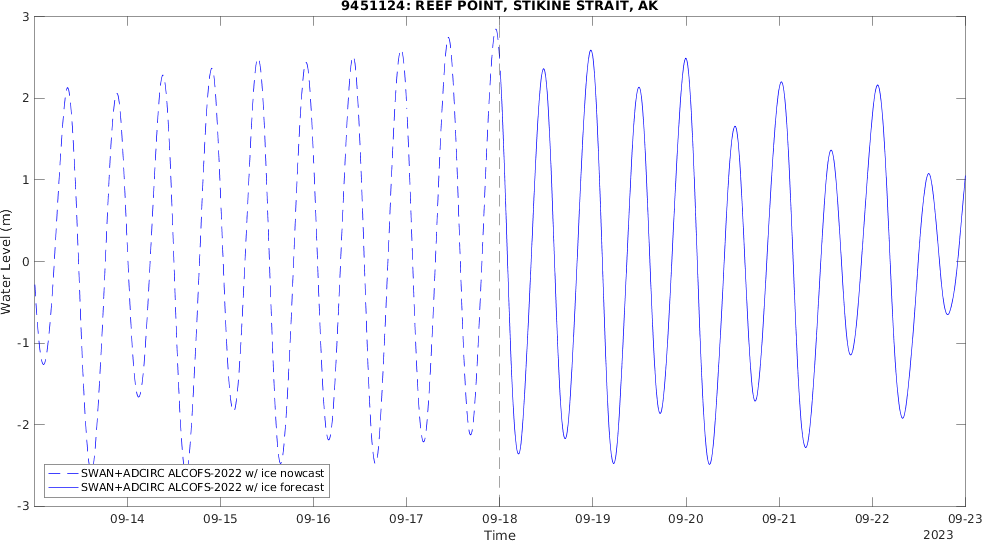 9451124: REEF POINT, STIKINE STRAIT, AK
3
2
1
0
-1
-2
-3
Water Level (m)
SWAN+ADCIRC ALCOFS-2022 w/ ice nowcast
SWAN+ADCIRC ALCOFS-2022 w/ ice forecast
09-14 09-15 09-16 09-17 09-18 09-19 09-20 09-21 09-22 09-23
Time
2023